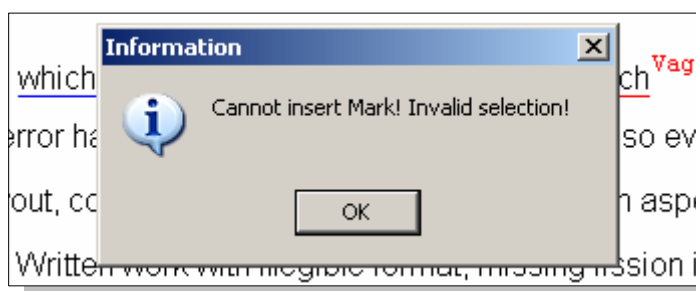 Information
which ch Vag
Cannot insert Mark! Invalid selection!
error ha so ev
out, co n aspe
OK
Written work with illegible format, missing ssion i